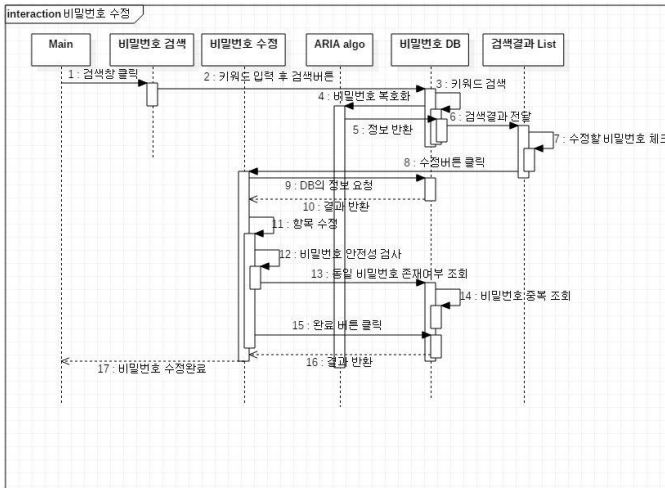 interaction 비밀번호 수정
Main
비밀번호 검색
비밀번호 수정
ARIA algo
비밀번호 DB
검색결과 List
1 : 검색창 클릭
2 : 키워드 입력 후 검색버튼
3 : 키워드 검색
4 : 비밀번호 복호화
5 : 정보 반환
6 : 검색결과 전달
7 : 수정할 비밀번호 체크
8 : 수정버튼 클릭
9 : DB의 정보 요청
10 : 결과 반환
11 : 항목 수정
12 : 비밀번호 안전성 검사
13 : 동일 비밀번호 존재여부 조회
14 : 비밀번호 중복 조회
15 : 완료 버튼 클릭
16 : 결과 반환
17 : 비밀번호 수정완료